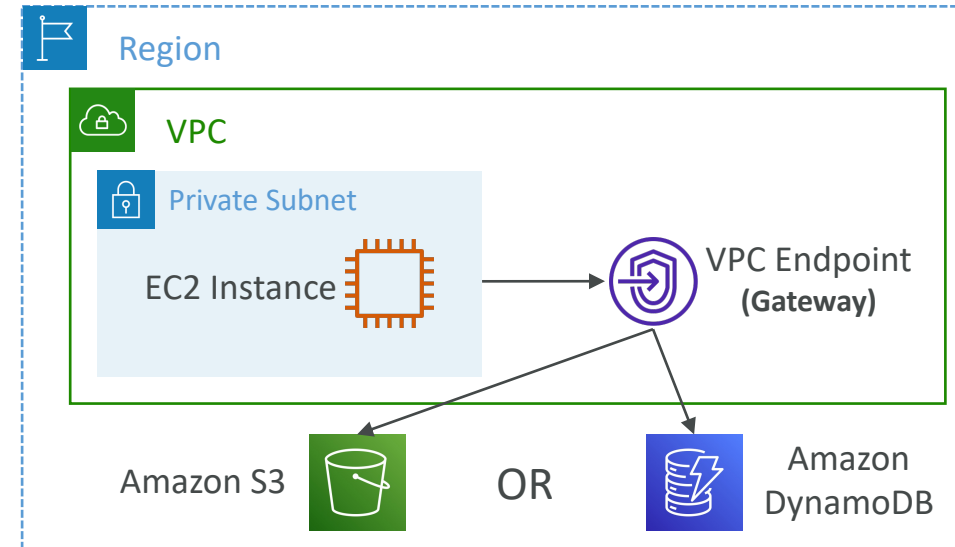 Region
VPC
Private Subnet
EC2 Instance
VPC Endpoint
(Gateway)
Amazon S3
OR
Amazon
DynamoDB